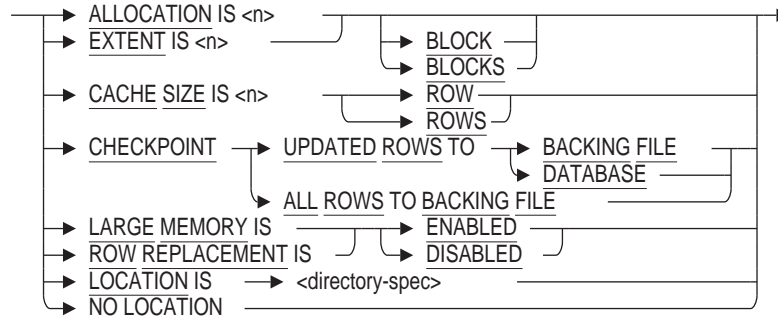 ALLOCATION IS <n>
EXTENT IS <n> BLOCK
BLOCKS
CACHE SIZE IS <n> ROW
ROWS
CHECKPOINT UPDATED ROWS TO BACKING FILE
DATABASE
ALL ROWS TO BACKING FILE
LARGE MEMORY IS ENABLED
ROW REPLACEMENT IS DISABLED
LOCATION IS <directory-spec>
NO LOCATION